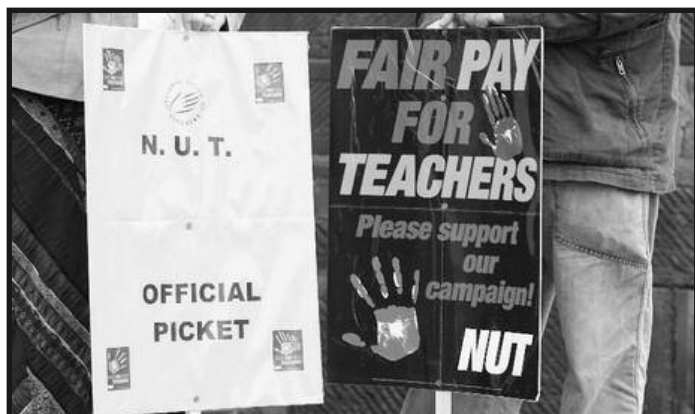 N. U. T.
OFFICIAL
PICKET
FAIR PAY
FOR
TEACHERS
Please support
our
campaign!
NUT